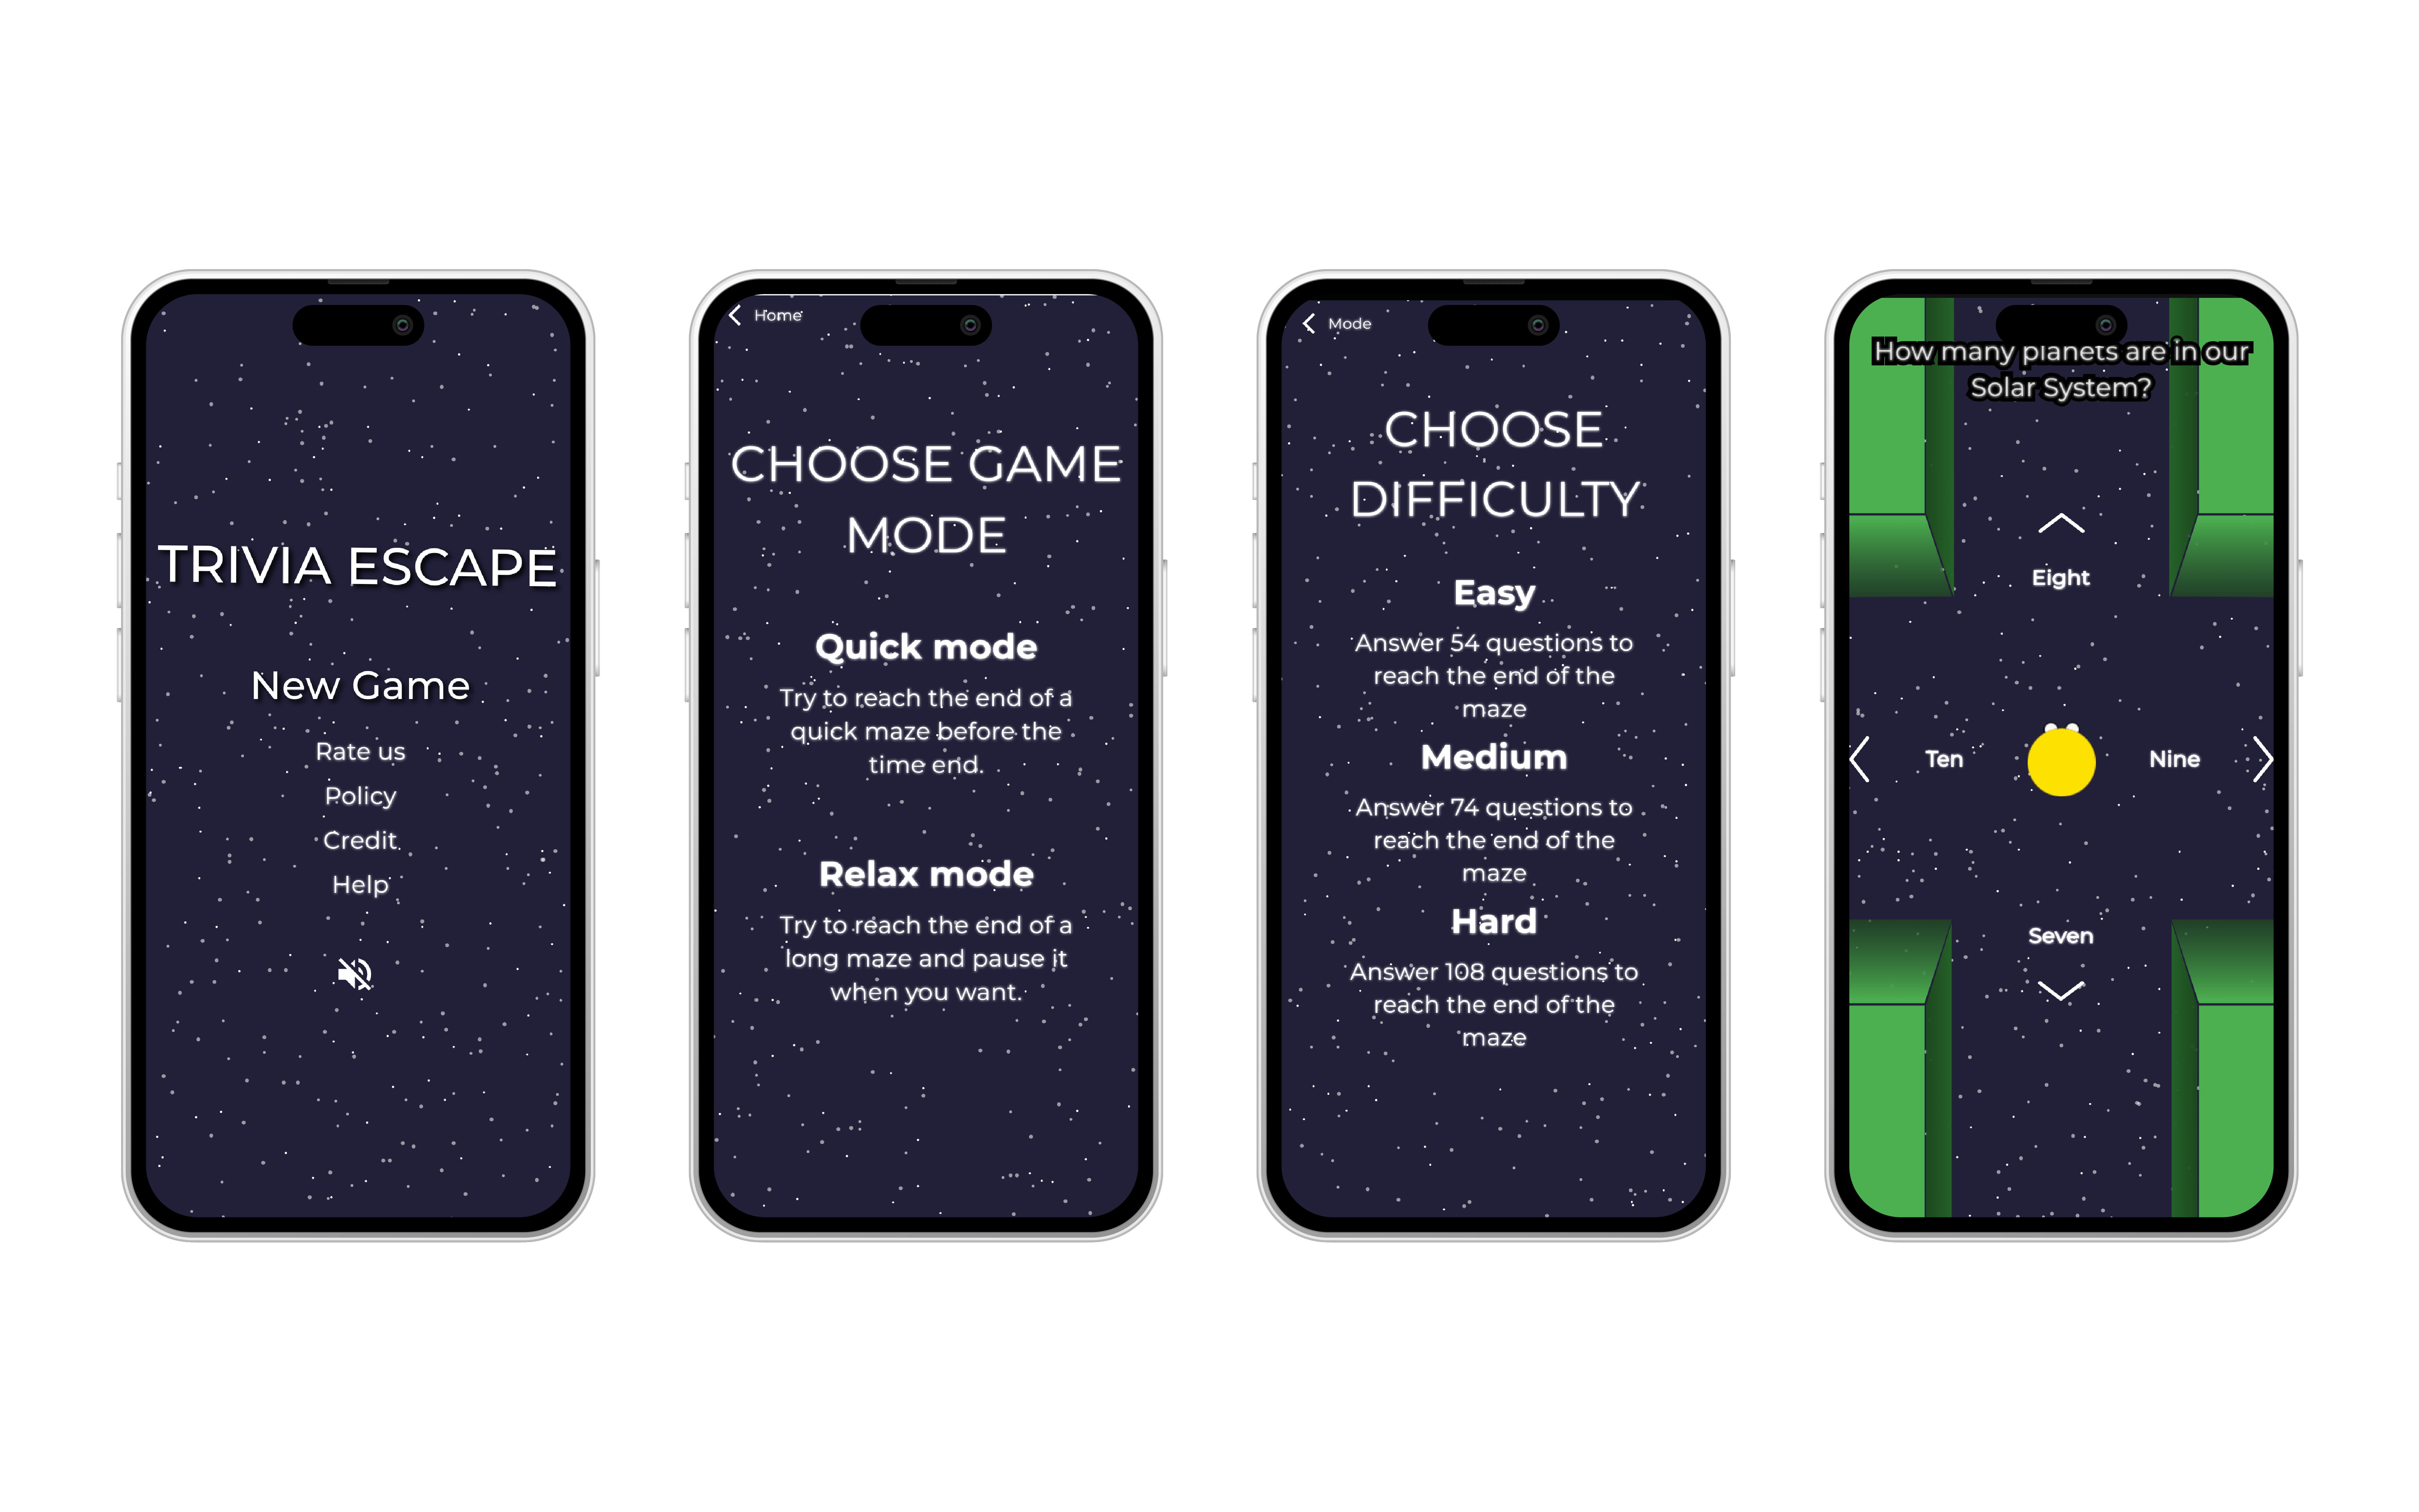 TRIVIA ESCAPE
New Game
Rate us
Policy
Credit
Help
Home
CHOOSE GAME
MODE
Quick mode
Try to reach the end of a
quick maze before the
time end.
Relax mode
Try to reach the end of a
long maze and pause it
when you want.
Mode
CHOOSE
DIFFICULTY
Easy
Answer 54 questions to
reach the end of the
maze
Medium
Answer 74 questions to
reach the end of the
maze
Hard
Answer 108 questions to
reach the end of the
maze
How many planets are in our
Solar System?
Eight
Ten
Nine
Seven